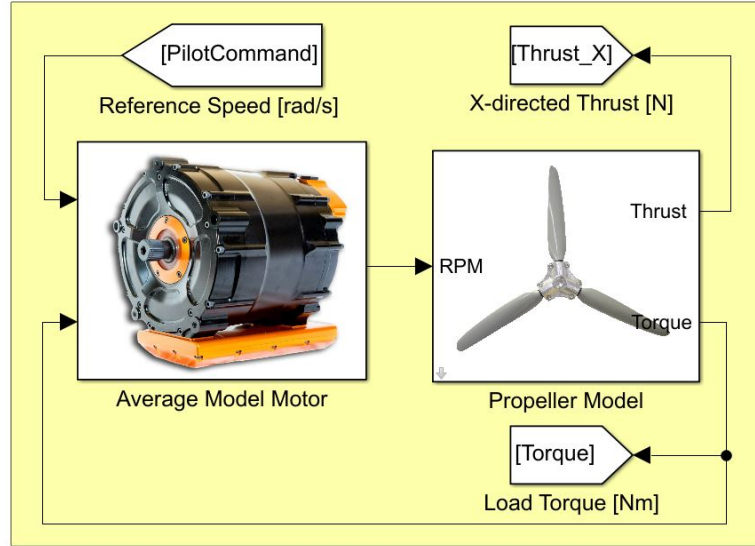 [PilotCommand]
Reference Speed [rad/s]
[Thrust_X]
X-directed Thrust [N]
Average Model Motor
RPM
Thrust
Torque
Propeller Model
[Torque]
Load Torque [Nm]